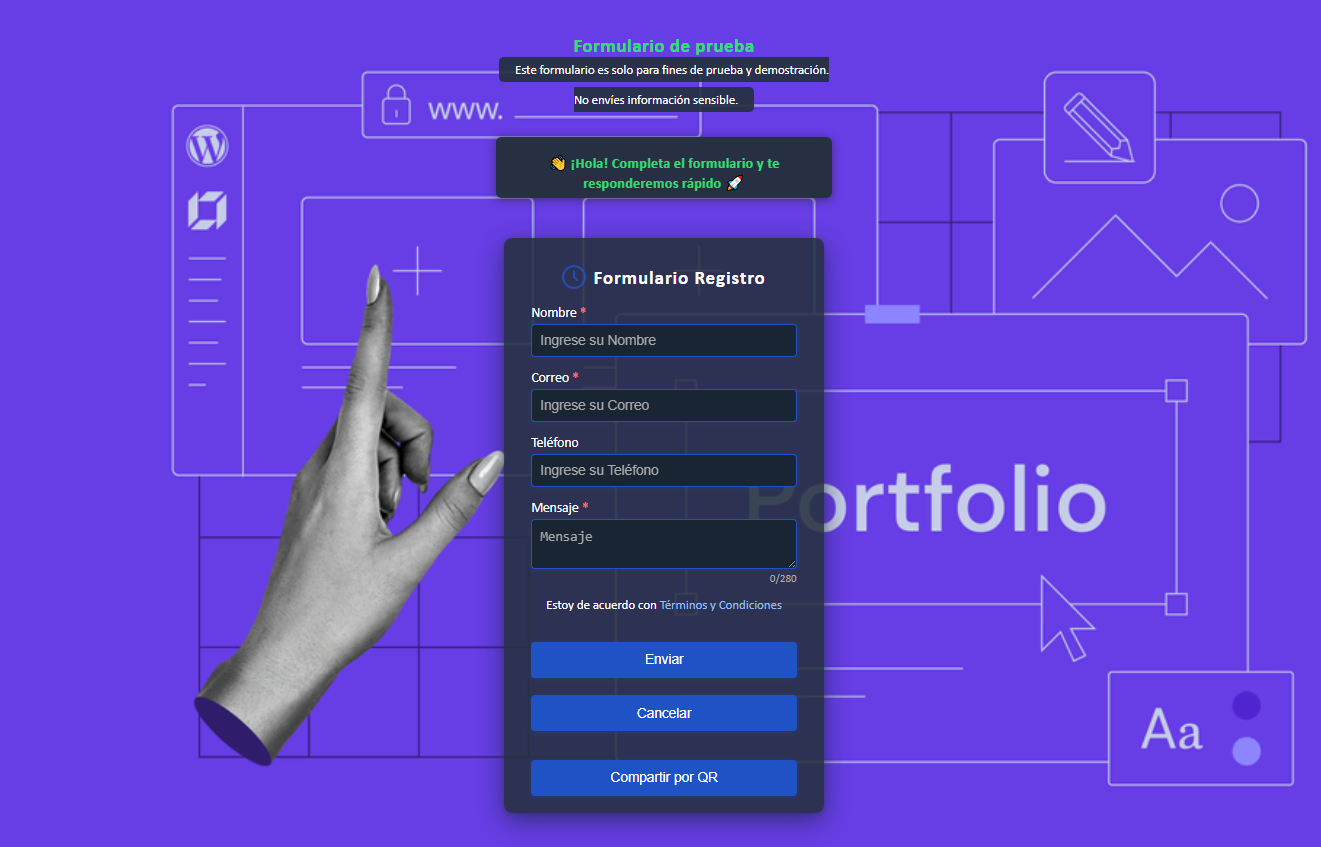 Formulario de prueba
Este formulario es solo para fines de prueba y demostración.
No envíes información sensible.
www.
👋 ¡Hola! Completa el formulario y te
responderemos rápido 🚀
Formulario Registro
Nombre *
Ingrese su Nombre
Correo *
Ingrese su Correo
Teléfono
Ingrese su Teléfono
Portfolio
Mensaje *
Mensaje
0/280
Estoy de acuerdo con Términos y Condiciones
Enviar
Cancelar
Aa
Compartir por QR